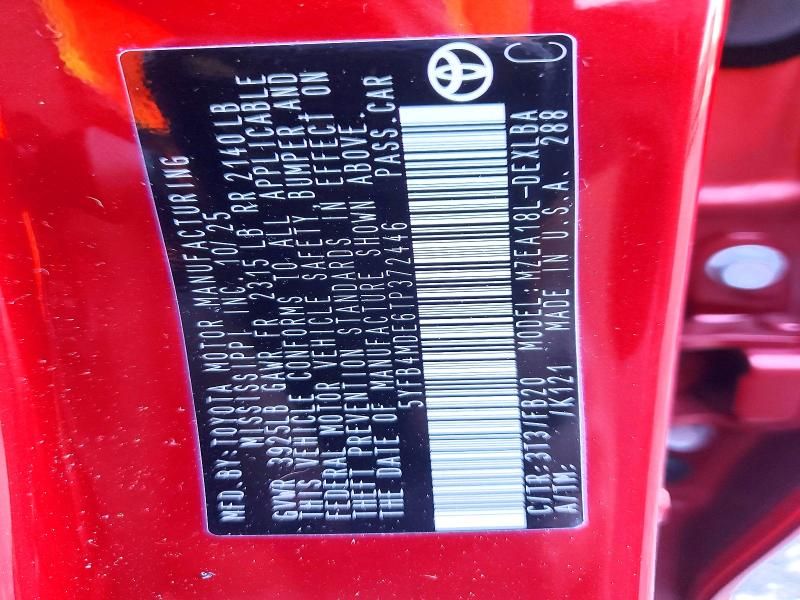 MFD.BY:TOYOTA MOTOR MANUFACTURING
MISSISSIPPI INC. 10/25
GVWR 3925LB GAWR FR 2315 LB RR 2140LB
THIS VEHICLE CONFORMS TO ALL APPLICABLE
FEDERAL MOTOR VEHICLE SAFETY, BUMPER AND
THEFT PREVENTION STANDARDS IN EFFECT ON
THE DATE OF MANUFACTURE SHOWN ABOVE.
5YFB4MDE6TP372446 PASS.CAR
C/TR:3T3/FB20 MODEL:MZEA18L-DEXLBA
A/TM: /K121 MADE IN U.S.A. 288
C